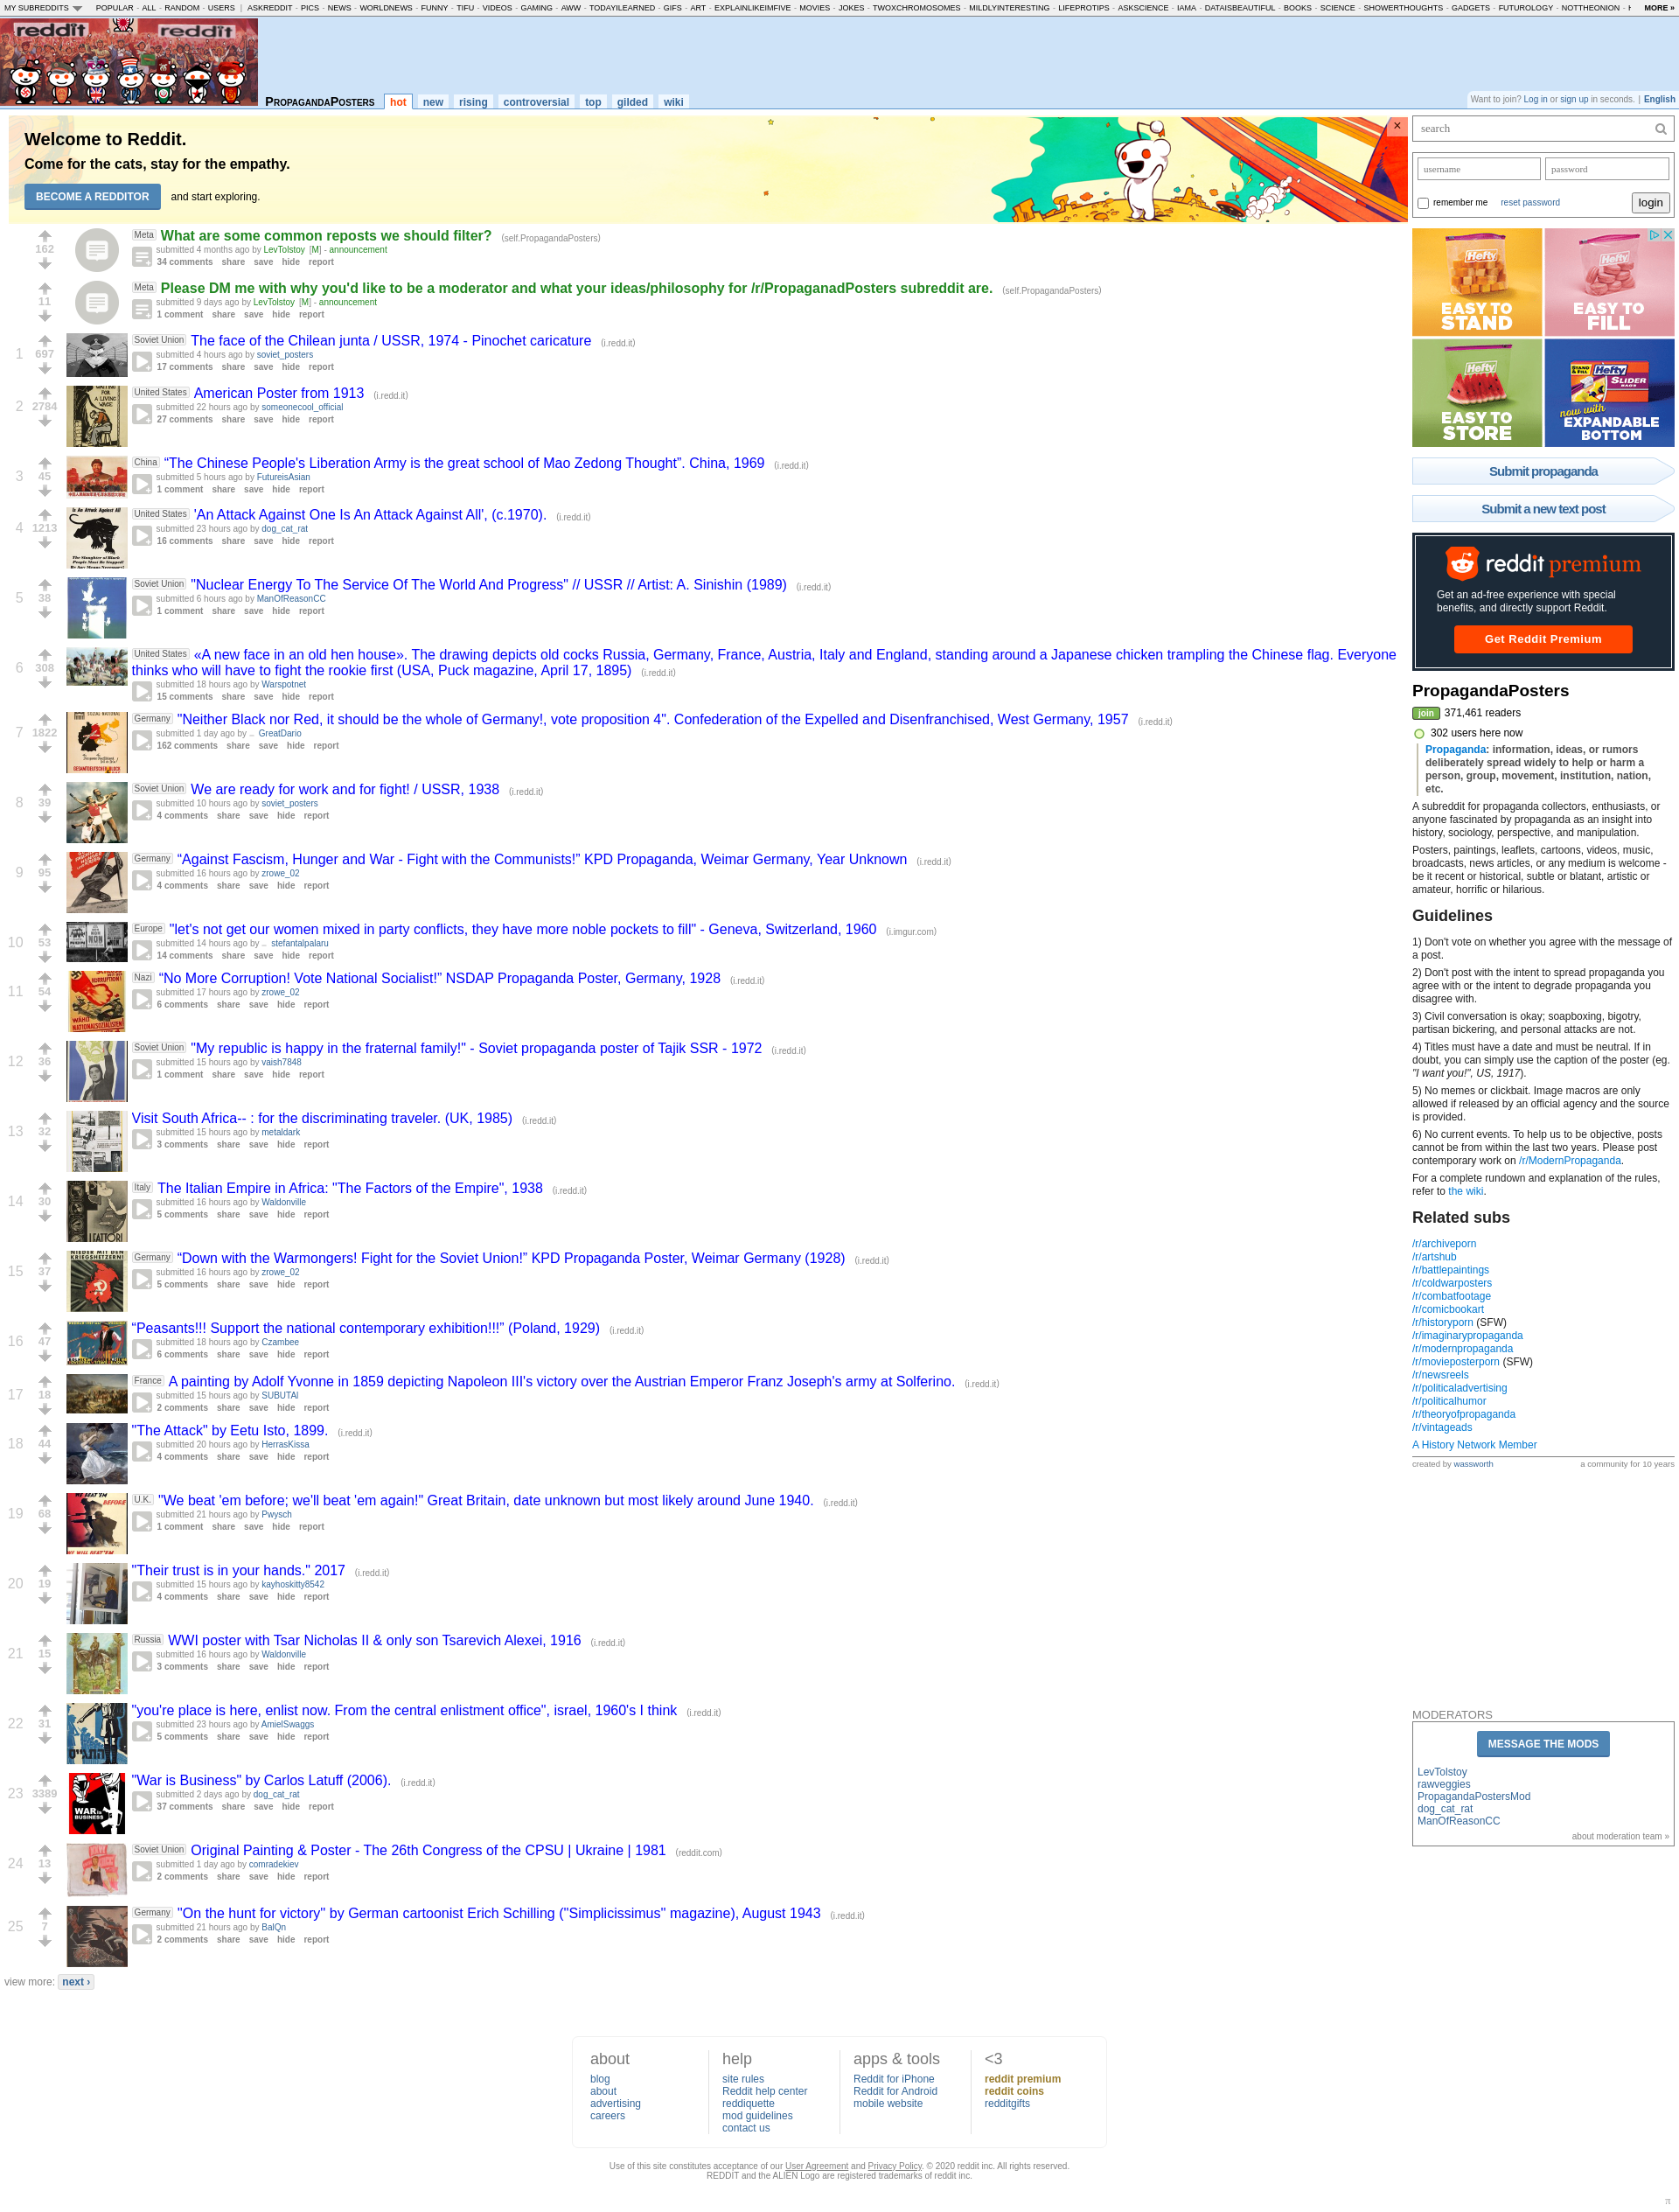 MY SUBREDDITS POPULAR - ALL - RANDOM - USERS | ASKREDDIT - PICS - NEWS - WORLDNEWS - FUNNY - TIFU - VIDEOS - GAMING - AWW - TODAYILEARNED - GIFS - ART - EXPLAINLIKEIMFIVE - MOVIES - JOKES - TWOXCHROMOSOMES - MILDLYINTERESTING - LIFEPROTIPS - ASKSCIENCE - IAMA - DATAISBEAUTIFUL - BOOKS - SCIENCE - SHOWERTHOUGHTS - GADGETS - FUTUROLOGY - NOTTHEONION - MORE »
reddit reddit
PROPAGANDAPOSTERS hot new rising controversial top gilded wiki
Want to join? Log in or sign up in seconds. | English
Welcome to Reddit.
Come for the cats, stay for the empathy.
BECOME A REDDITOR and start exploring.
×
162
Meta What are some common reposts we should filter? (self.PropagandaPosters)
submitted 4 months ago by LevTolstoy [M] - announcement
34 comments share save hide report
11
Meta Please DM me with why you'd like to be a moderator and what your ideas/philosophy for /r/PropaganadPosters subreddit are. (self.PropagandaPosters)
submitted 9 days ago by LevTolstoy [M] - announcement
1 comment share save hide report
1 697
Soviet Union The face of the Chilean junta / USSR, 1974 - Pinochet caricature (i.redd.it)
submitted 4 hours ago by soviet_posters
17 comments share save hide report
2 2784
FOR
A LIVING
WAGE
United States American Poster from 1913 (i.redd.it)
submitted 22 hours ago by someonecool_official
27 comments share save hide report
3 45
China “The Chinese People's Liberation Army is the great school of Mao Zedong Thought”. China, 1969 (i.redd.it)
submitted 5 hours ago by FutureisAsian
1 comment share save hide report
4 1213
Is An Attack Against All
United States 'An Attack Against One Is An Attack Against All', (c.1970). (i.redd.it)
submitted 23 hours ago by dog_cat_rat
16 comments share save hide report
5 38
Soviet Union "Nuclear Energy To The Service Of The World And Progress" // USSR // Artist: A. Sinishin (1989) (i.redd.it)
submitted 6 hours ago by ManOfReasonCC
1 comment share save hide report
6 308
United States «A new face in an old hen house». The drawing depicts old cocks Russia, Germany, France, Austria, Italy and England, standing around a Japanese chicken trampling the Chinese flag. Everyone
thinks who will have to fight the rookie first (USA, Puck magazine, April 17, 1895) (i.redd.it)
submitted 18 hours ago by Warspotnet
15 comments share save hide report
7 1822
Germany "Neither Black nor Red, it should be the whole of Germany!, vote proposition 4". Confederation of the Expelled and Disenfranchised, West Germany, 1957 (i.redd.it)
submitted 1 day ago by .. GreatDario
162 comments share save hide report
8 39
Soviet Union We are ready for work and for fight! / USSR, 1938 (i.redd.it)
submitted 10 hours ago by soviet_posters
4 comments share save hide report
9 95
Germany “Against Fascism, Hunger and War - Fight with the Communists!” KPD Propaganda, Weimar Germany, Year Unknown (i.redd.it)
submitted 16 hours ago by zrowe_02
4 comments share save hide report
10 53
NON
Europe "let's not get our women mixed in party conflicts, they have more noble pockets to fill" - Geneva, Switzerland, 1960 (i.imgur.com)
submitted 14 hours ago by .. stefantalpalaru
14 comments share save hide report
11 54
Nazi “No More Corruption! Vote National Socialist!” NSDAP Propaganda Poster, Germany, 1928 (i.redd.it)
submitted 17 hours ago by zrowe_02
6 comments share save hide report
12 36
Soviet Union "My republic is happy in the fraternal family!" - Soviet propaganda poster of Tajik SSR - 1972 (i.redd.it)
submitted 15 hours ago by vaish7848
1 comment share save hide report
13 32
Visit South Africa-- : for the discriminating traveler. (UK, 1985) (i.redd.it)
submitted 15 hours ago by metaldark
3 comments share save hide report
14 30
I FATTORI
Italy The Italian Empire in Africa: "The Factors of the Empire", 1938 (i.redd.it)
submitted 16 hours ago by Waldonville
5 comments share save hide report
15 37
NIEDER MIT DEN
KRIEGSHETZERN!
Germany “Down with the Warmongers! Fight for the Soviet Union!” KPD Propaganda Poster, Weimar Germany (1928) (i.redd.it)
submitted 16 hours ago by zrowe_02
5 comments share save hide report
16 47
“Peasants!!! Support the national contemporary exhibition!!!” (Poland, 1929) (i.redd.it)
submitted 18 hours ago by Czambee
6 comments share save hide report
17 18
France A painting by Adolf Yvonne in 1859 depicting Napoleon III's victory over the Austrian Emperor Franz Joseph's army at Solferino. (i.redd.it)
submitted 15 hours ago by SUBUTAI
2 comments share save hide report
18 44
"The Attack" by Eetu Isto, 1899. (i.redd.it)
submitted 20 hours ago by HerrasKissa
4 comments share save hide report
19 68
WE BEAT 'EM BEFORE
WE WILL BEAT 'EM
U.K. "We beat 'em before; we'll beat 'em again!" Great Britain, date unknown but most likely around June 1940. (i.redd.it)
submitted 21 hours ago by Pwysch
1 comment share save hide report
20 19
"Their trust is in your hands." 2017 (i.redd.it)
submitted 15 hours ago by kayhoskitty8542
4 comments share save hide report
21 15
Russia WWI poster with Tsar Nicholas II & only son Tsarevich Alexei, 1916 (i.redd.it)
submitted 16 hours ago by Waldonville
3 comments share save hide report
22 31
התגייס
"you're place is here, enlist now. From the central enlistment office", israel, 1960's I think (i.redd.it)
submitted 23 hours ago by AmielSwaggs
5 comments share save hide report
23 3389
WAR is
BUSINESS
"War is Business" by Carlos Latuff (2006). (i.redd.it)
submitted 2 days ago by dog_cat_rat
37 comments share save hide report
24 13
Soviet Union Original Painting & Poster - The 26th Congress of the CPSU | Ukraine | 1981 (reddit.com)
submitted 1 day ago by comradekiev
2 comments share save hide report
25 7
Germany "On the hunt for victory" by German cartoonist Erich Schilling ("Simplicissimus" magazine), August 1943 (i.redd.it)
submitted 21 hours ago by BalQn
2 comments share save hide report
view more: next ›
search
username password
remember me reset password login
Hefty EASY TO STAND
Hefty EASY TO FILL
Hefty EASY TO STORE
STAND & FILL Hefty SLIDER BAGS now with EXPANDABLE BOTTOM
Submit propaganda
Submit a new text post
reddit premium
Get an ad-free experience with special
benefits, and directly support Reddit.
Get Reddit Premium
PropagandaPosters
join 371,461 readers
302 users here now
Propaganda: information, ideas, or rumors
deliberately spread widely to help or harm a
person, group, movement, institution, nation,
etc.
A subreddit for propaganda collectors, enthusiasts, or
anyone fascinated by propaganda as an insight into
history, sociology, perspective, and manipulation.
Posters, paintings, leaflets, cartoons, videos, music,
broadcasts, news articles, or any medium is welcome -
be it recent or historical, subtle or blatant, artistic or
amateur, horrific or hilarious.
Guidelines
1) Don't vote on whether you agree with the message of
a post.
2) Don't post with the intent to spread propaganda you
agree with or the intent to degrade propaganda you
disagree with.
3) Civil conversation is okay; soapboxing, bigotry,
partisan bickering, and personal attacks are not.
4) Titles must have a date and must be neutral. If in
doubt, you can simply use the caption of the poster (eg.
"I want you!", US, 1917).
5) No memes or clickbait. Image macros are only
allowed if released by an official agency and the source
is provided.
6) No current events. To help us to be objective, posts
cannot be from within the last two years. Please post
contemporary work on /r/ModernPropaganda.
For a complete rundown and explanation of the rules,
refer to the wiki.
Related subs
/r/archiveporn
/r/artshub
/r/battlepaintings
/r/coldwarposters
/r/combatfootage
/r/comicbookart
/r/historyporn (SFW)
/r/imaginarypropaganda
/r/modernpropaganda
/r/movieposterporn (SFW)
/r/newsreels
/r/politicaladvertising
/r/politicalhumor
/r/theoryofpropaganda
/r/vintageads
A History Network Member
created by wassworth a community for 10 years
MODERATORS
MESSAGE THE MODS
LevTolstoy
rawveggies
PropagandaPostersMod
dog_cat_rat
ManOfReasonCC
about moderation team »
about
blog
about
advertising
careers
help
site rules
Reddit help center
reddiquette
mod guidelines
contact us
apps & tools
Reddit for iPhone
Reddit for Android
mobile website
<3
reddit premium
reddit coins
redditgifts
Use of this site constitutes acceptance of our User Agreement and Privacy Policy. © 2020 reddit inc. All rights reserved.
REDDIT and the ALIEN Logo are registered trademarks of reddit inc.
π